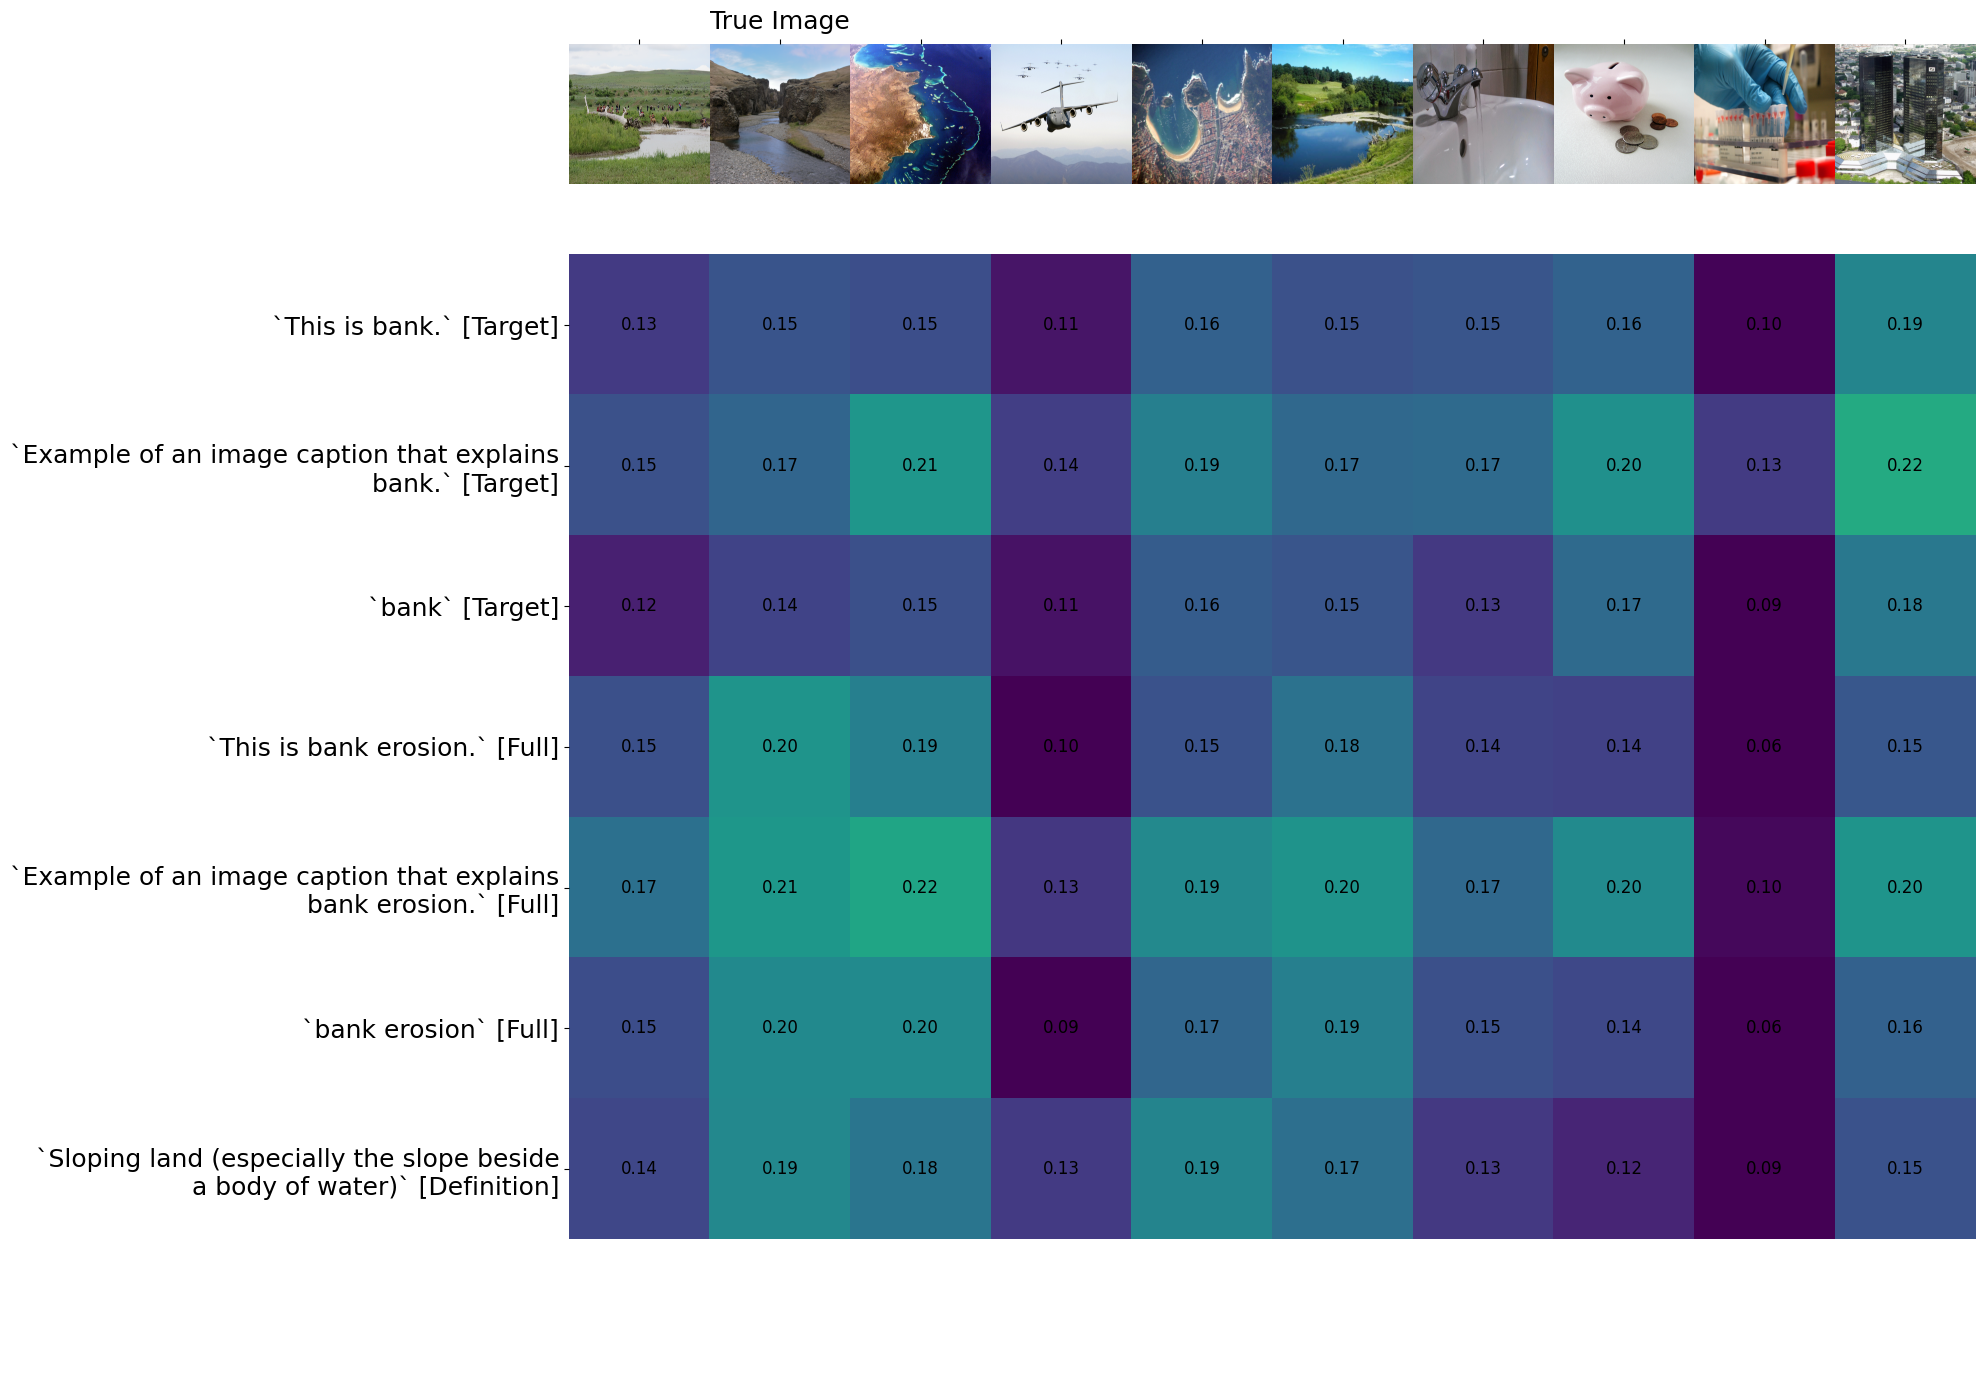 True Image
`This is bank.` [Target]
0.13 0.15 0.15 0.11 0.16 0.15 0.15 0.16 0.10 0.19
`Example of an image caption that explains
bank.` [Target]
0.15 0.17 0.21 0.14 0.19 0.17 0.17 0.20 0.13 0.22
`bank` [Target]
0.12 0.14 0.15 0.11 0.16 0.15 0.13 0.17 0.09 0.18
`This is bank erosion.` [Full]
0.15 0.20 0.19 0.10 0.15 0.18 0.14 0.14 0.06 0.15
`Example of an image caption that explains
bank erosion.` [Full]
0.17 0.21 0.22 0.13 0.19 0.20 0.17 0.20 0.10 0.20
`bank erosion` [Full]
0.15 0.20 0.20 0.09 0.17 0.19 0.15 0.14 0.06 0.16
`Sloping land (especially the slope beside
a body of water)` [Definition]
0.14 0.19 0.18 0.13 0.19 0.17 0.13 0.12 0.09 0.15